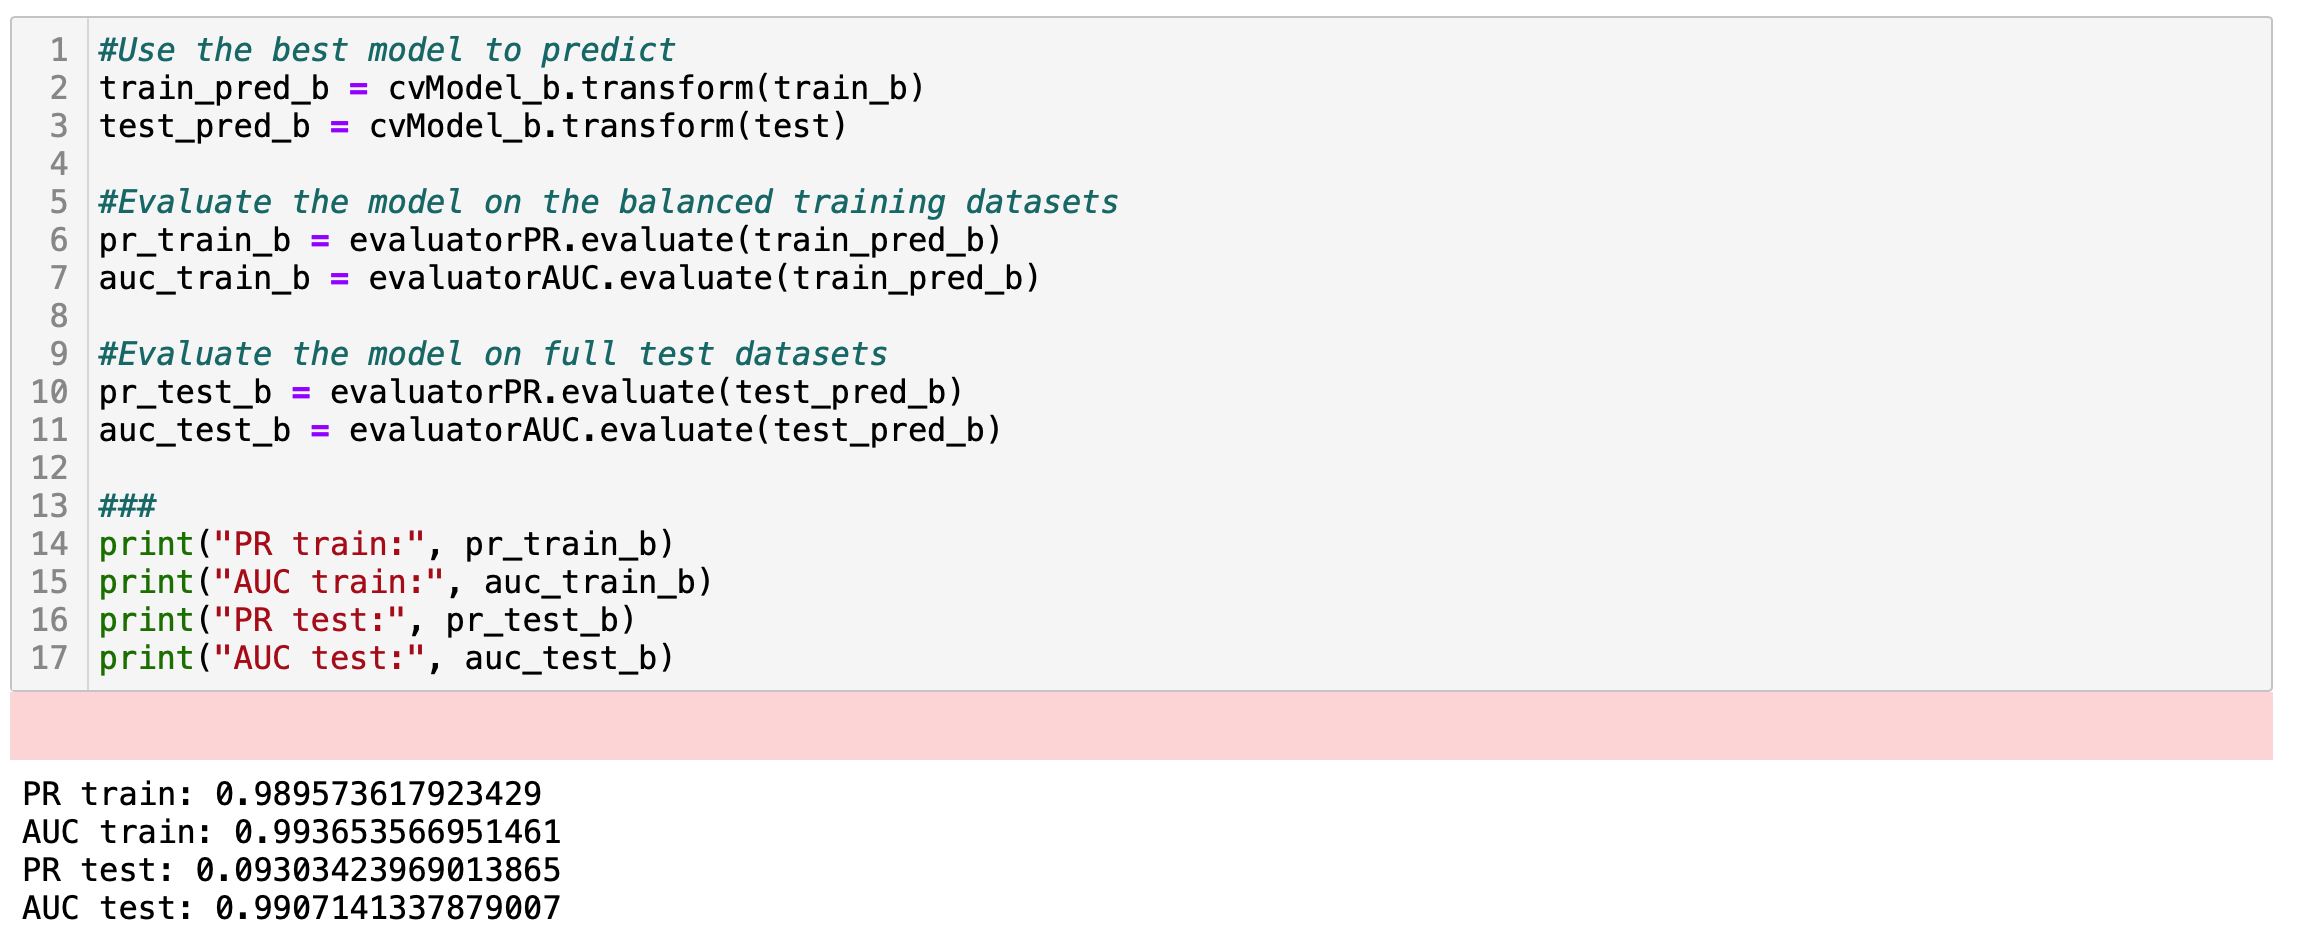 1 #Use the best model to predict
2 train_pred_b = cvModel_b.transform(train_b)
3 test_pred_b = cvModel_b.transform(test)
4
5 #Evaluate the model on the balanced training datasets
6 pr_train_b = evaluatorPR.evaluate(train_pred_b)
7 auc_train_b = evaluatorAUC.evaluate(train_pred_b)
8
9 #Evaluate the model on full test datasets
10 pr_test_b = evaluatorPR.evaluate(test_pred_b)
11 auc_test_b = evaluatorAUC.evaluate(test_pred_b)
12
13 ###
14 print("PR train:", pr_train_b)
15 print("AUC train:", auc_train_b)
16 print("PR test:", pr_test_b)
17 print("AUC test:", auc_test_b)
PR train: 0.989573617923429
AUC train: 0.993653566951461
PR test: 0.09303423969013865
AUC test: 0.9907141337879007